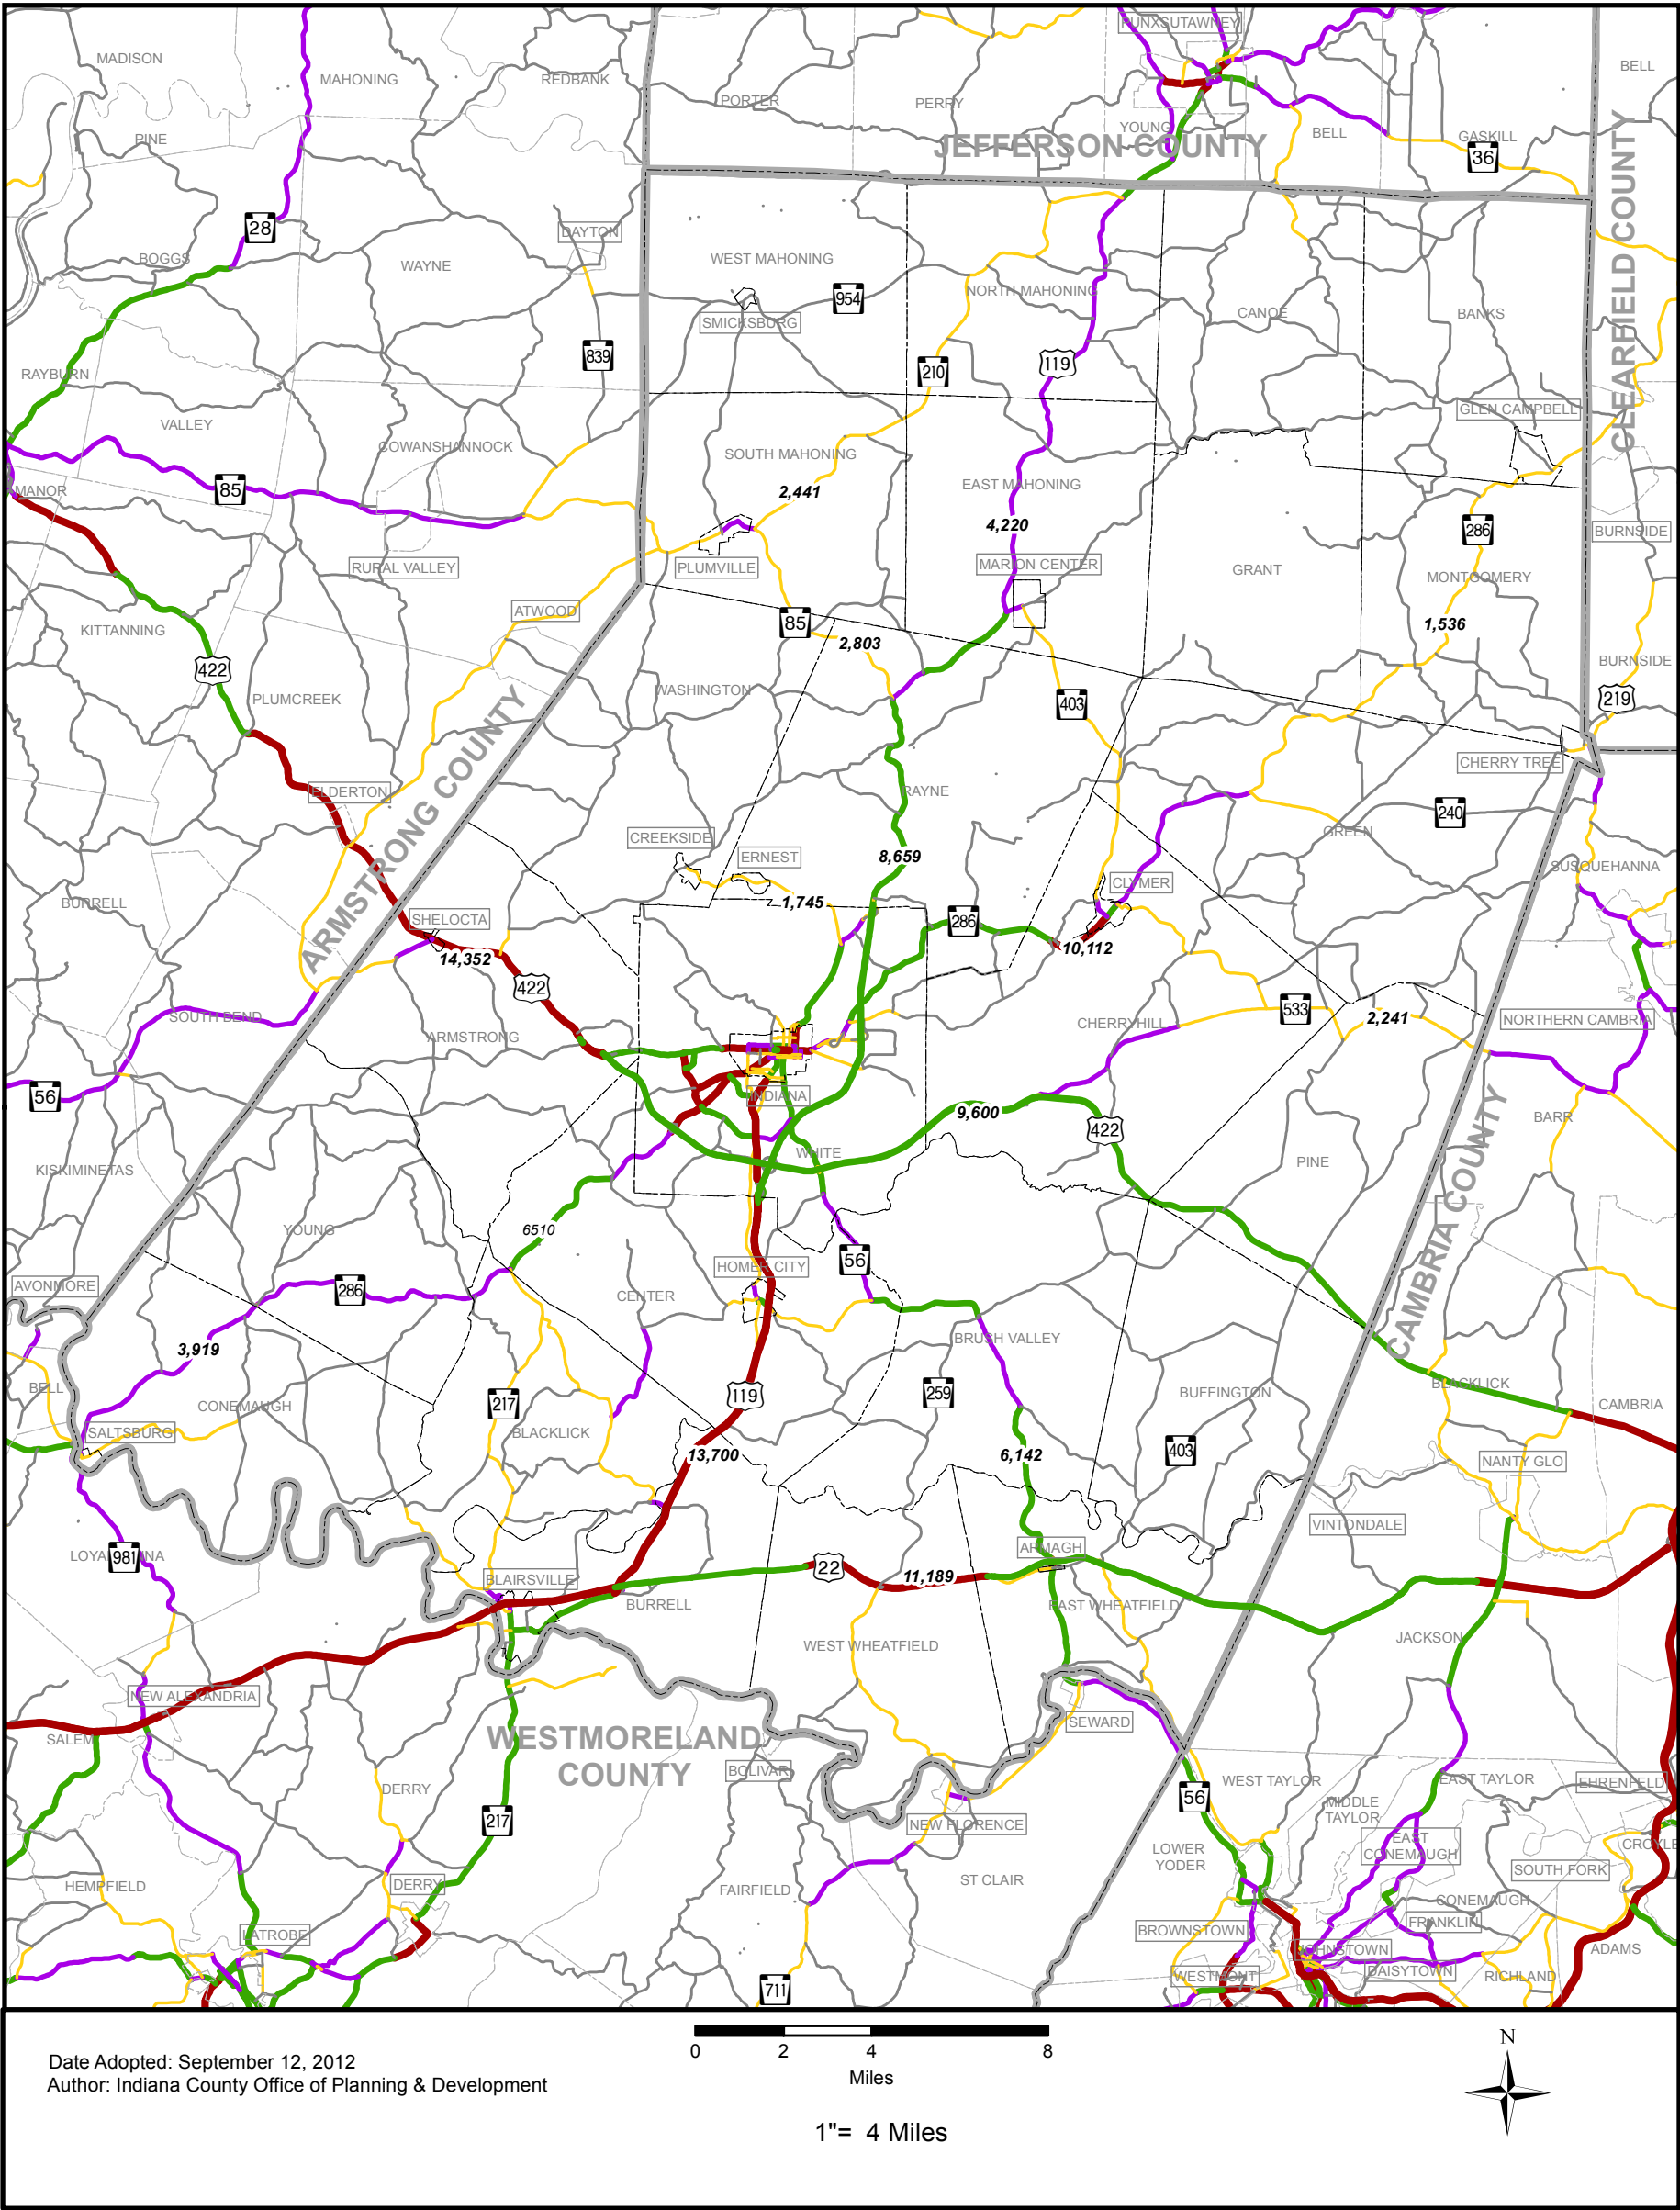 PUNXSUTAWNEY
MADISON
MAHONING
REDBANK
BELL
PORTER
PERRY
PINE
YOUNG
BELL
GASKILL
JEFFERSON COUNTY
36
CLEARFIELD COUNTY
28
DAYTON
BOGGS
WAYNE
WEST MAHONING
954
NORTH MAHONING
SMICKSBURG
CANOE
BANKS
839
210
119
RAYBURN
VALLEY
COWANSHANNOCK
GLEN CAMPBELL
SOUTH MAHONING
85
MANOR
2,441
EAST MAHONING
4,220
286
BURNSIDE
RURAL VALLEY
PLUMVILLE
MARION CENTER
GRANT
MONTGOMERY
ATWOOD
KITTANNING
85
2,803
1,536
422
BURNSIDE
PLUMCREEK
WASHINGTON
403
219
ARMSTRONG COUNTY
CHERRY TREE
ELDERTON
RAYNE
240
CREEKSIDE
GREEN
ERNEST
8,659
SUSQUEHANNA
CLYMER
BURRELL
1,745
SHELOCTA
286
14,352
10,112
422
533
2,241
SOUTH BEND
ARMSTRONG
CHERRYHILL
NORTHERN CAMBRIA
56
INDIANA
9,600
422
BARR
WHITE
PINE
KISKIMINETAS
CAMBRIA COUNTY
YOUNG
6510
56
HOMER CITY
AVONMORE
286
CENTER
3,919
BRUSH VALLEY
BELL
217
119
259
BUFFINGTON
BLACKLICK
CONEMAUGH
CAMBRIA
SALTSBURG
BLACKLICK
13,700
6,142
403
NANTY GLO
VINTONDALE
LOYALHANNA
981
ARMAGH
22
11,189
BLAIRSVILLE
BURRELL
EAST WHEATFIELD
WEST WHEATFIELD
JACKSON
NEW ALEXANDRIA
SEWARD
SALEM
WESTMORELAND
COUNTY
BOLIVAR
DERRY
WEST TAYLOR
EAST TAYLOR
EHRENFELD
56
MIDDLE
TAYLOR
217
NEW FLORENCE
EAST
CONEMAUGH
LOWER
YODER
CROYLE
SOUTH FORK
ST CLAIR
HEMPFIELD
DERRY
FAIRFIELD
CONEMAUGH
FRANKLIN
BROWNSTOWN
LATROBE
JOHNSTOWN
ADAMS
DAISYTOWN
WESTMONT
RICHLAND
711
0 2 4 8
Miles
N
Date Adopted: September 12, 2012
Author: Indiana County Office of Planning & Development
1"= 4 Miles